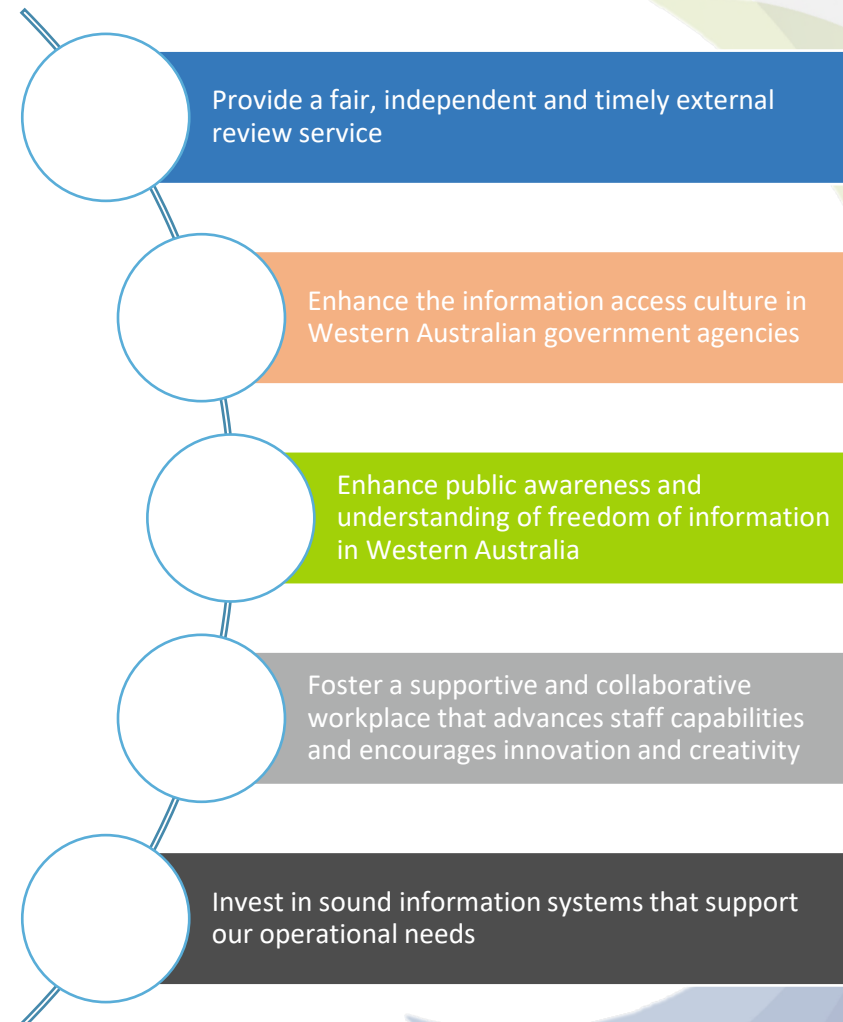 Provide a fair, independent and timely external
review service
Enhance the information access culture in
Western Australian government agencies
Enhance public awareness and
understanding of freedom of information
in Western Australia
Foster a supportive and collaborative
workplace that advances staff capabilities
and encourages innovation and creativity
Invest in sound information systems that support
our operational needs